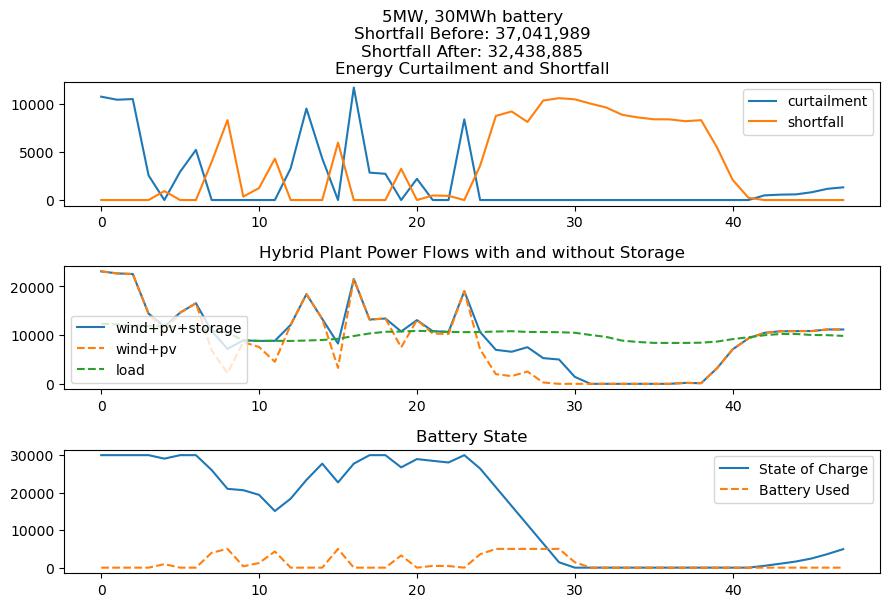 5MW, 30MWh battery
Shortfall Before: 37,041,989
Shortfall After: 32,438,885
Energy Curtailment and Shortfall
10000
5000
0
curtailment
shortfall
0 10 20 30 40
Hybrid Plant Power Flows with and without Storage
20000
10000
0
wind+pv+storage
wind+pv
load
0 10 20 30 40
Battery State
30000
20000
10000
0
State of Charge
Battery Used
0 10 20 30 40